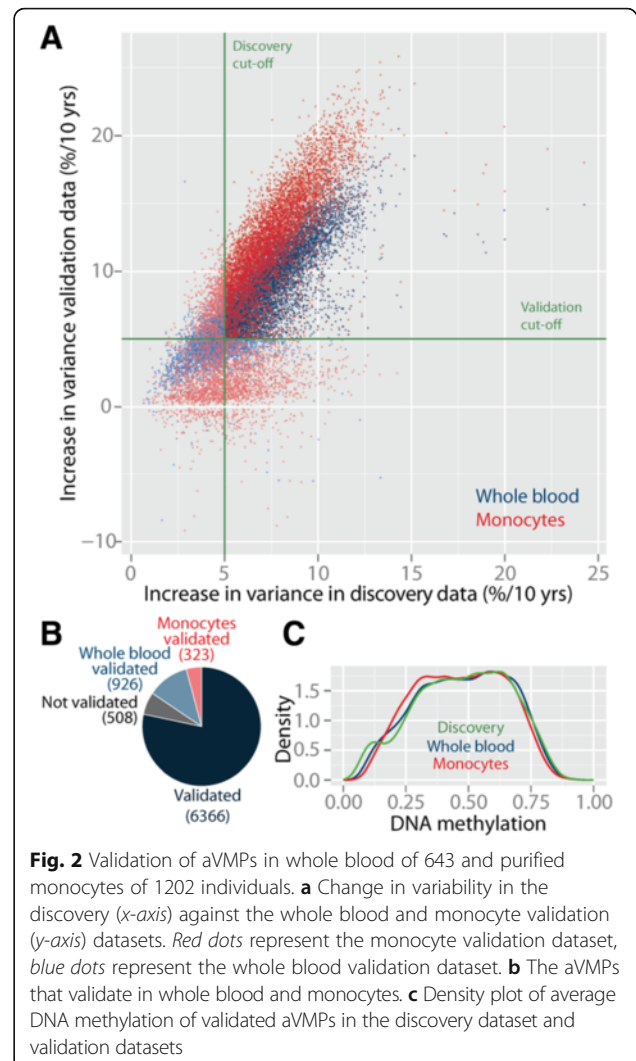 A
Discovery
cut-off
Increase in variance validation data (%/10 yrs)
20
10
0
−10
Validation
cut-off
Whole blood
Monocytes
0 5 10 15 20 25
Increase in variance in discovery data (%/10 yrs)
B
Monocytes
validated
(323)
Whole blood
validated
(926)
Not validated
(508)
Validated
(6366)
C
Density
1.5
1.0
0.5
0.0
Discovery
Whole blood
Monocytes
0.00 0.25 0.50 0.75 1.00
DNA methylation
Fig. 2 Validation of aVMPs in whole blood of 643 and purified
monocytes of 1202 individuals. a Change in variability in the
discovery (x-axis) against the whole blood and monocyte validation
(y-axis) datasets. Red dots represent the monocyte validation dataset,
blue dots represent the whole blood validation dataset. b The aVMPs
that validate in whole blood and monocytes. c Density plot of average
DNA methylation of validated aVMPs in the discovery dataset and
validation datasets